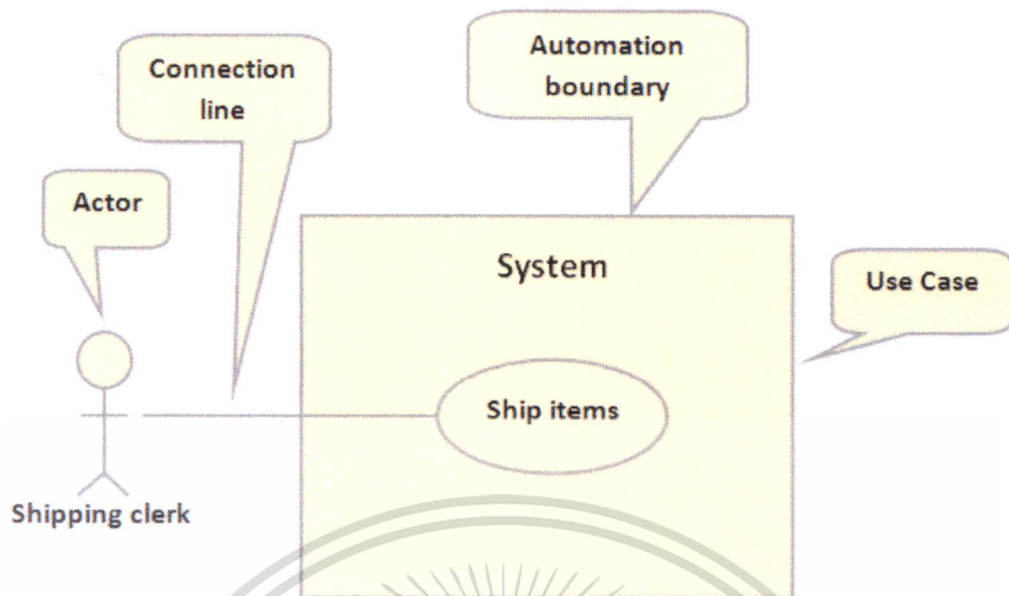 Automation
boundary
Connection
line
Actor
System
Use Case
Ship items
Shipping clerk